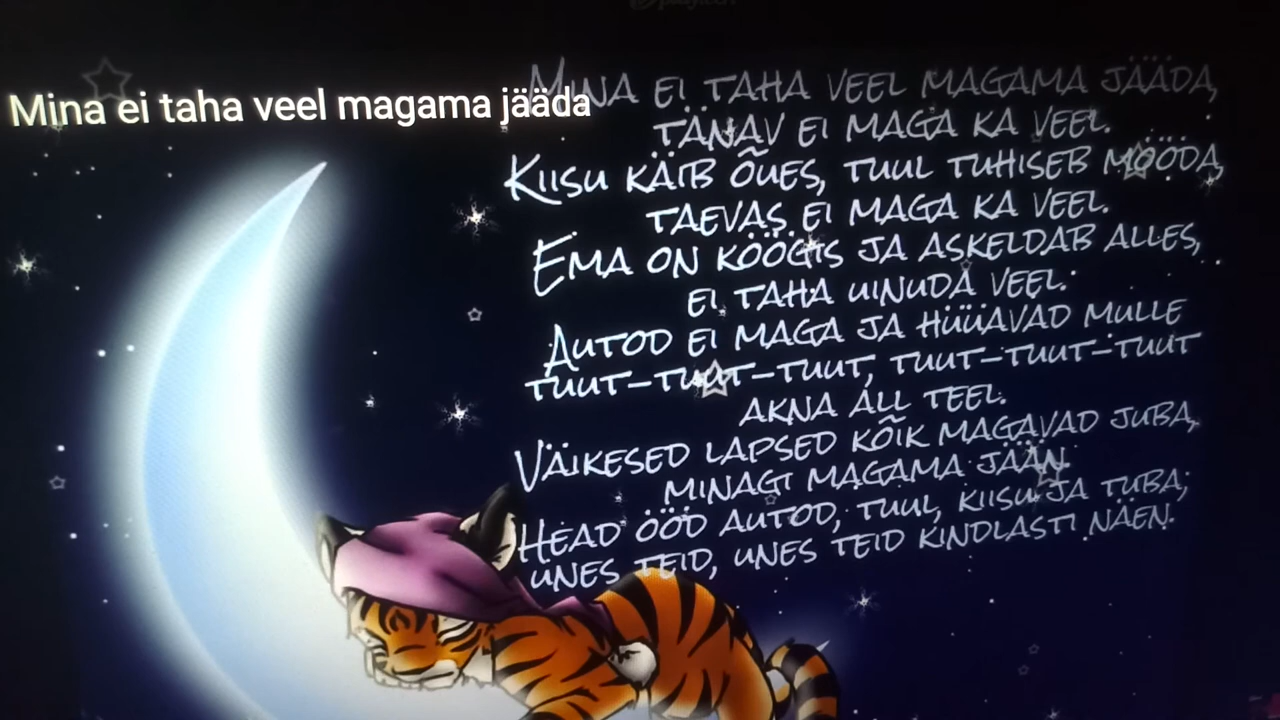 Mina ei taha veel magama jääda
MINA EI TAHA VEEL MAGAMA JÄÄDA,
TÄNAV EI MAGA KA VEEL.
KIISU KÄIB ÕUES, TUUL TUHISEB MÖÖDA,
TAEVAS EI MAGA KA VEEL.
EMA ON KÖÖGIS JA ASKELDAB ALLES,
EI TAHA UINUDA VEEL.
AUTOD EI MAGA JA HÜÜAVAD MULLE
TUUT-TUUT-TUUT, TUUT-TUUT-TUUT
AKNA ALL TEEL.
VÄIKESED LAPSED KÕIK MAGAVAD JUBA,
MINAGI MAGAMA JÄÄN.
HEAD ÖÖD AUTOD, TUUL, KIISU JA TUBA;
UNES TEID, UNES TEID KINDLASTI NÄEN.